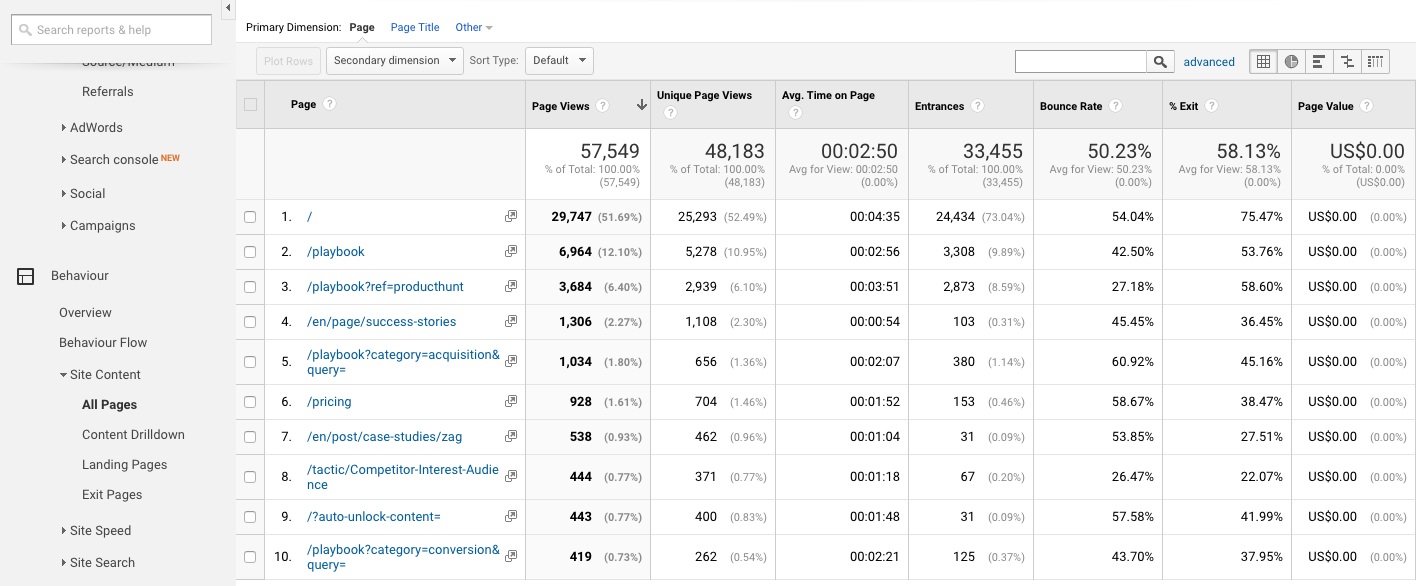 Search reports & help
Source/Medium
Referrals
AdWords
Search console NEW
Social
Campaigns
Behaviour
Overview
Behaviour Flow
Site Content
All Pages
Content Drilldown
Landing Pages
Exit Pages
Site Speed
Site Search
Primary Dimension: Page Page Title Other
Plot Rows Secondary dimension Sort Type: Default advanced
Page ? Page Views ? Unique Page Views ? Avg. Time on Page ? Entrances ? Bounce Rate ? % Exit ? Page Value ?
57,549 48,183 00:02:50 33,455 50.23% 58.13% US$0.00
% of Total: 100.00% % of Total: 100.00% Avg for View: 00:02:50 % of Total: 100.00% Avg for View: 50.23% Avg for View: 58.13% % of Total: 0.00%
(57,549) (48,183) (0.00%) (33,455) (0.00%) (0.00%) (US$0.00)
1. / 29,747 (51.69%) 25,293 (52.49%) 00:04:35 24,434 (73.04%) 54.04% 75.47% US$0.00 (0.00%)
2. /playbook 6,964 (12.10%) 5,278 (10.95%) 00:02:56 3,308 (9.89%) 42.50% 53.76% US$0.00 (0.00%)
3. /playbook?ref=producthunt 3,684 (6.40%) 2,939 (6.10%) 00:03:51 2,873 (8.59%) 27.18% 58.60% US$0.00 (0.00%)
4. /en/page/success-stories 1,306 (2.27%) 1,108 (2.30%) 00:00:54 103 (0.31%) 45.45% 36.45% US$0.00 (0.00%)
5. /playbook?category=acquisition&
query= 1,034 (1.80%) 656 (1.36%) 00:02:07 380 (1.14%) 60.92% 45.16% US$0.00 (0.00%)
6. /pricing 928 (1.61%) 704 (1.46%) 00:01:52 153 (0.46%) 58.67% 38.47% US$0.00 (0.00%)
7. /en/post/case-studies/zag 538 (0.93%) 462 (0.96%) 00:01:04 31 (0.09%) 53.85% 27.51% US$0.00 (0.00%)
8. /tactic/Competitor-Interest-Audie
nce 444 (0.77%) 371 (0.77%) 00:01:18 67 (0.20%) 26.47% 22.07% US$0.00 (0.00%)
9. /?auto-unlock-content= 443 (0.77%) 400 (0.83%) 00:01:48 31 (0.09%) 57.58% 41.99% US$0.00 (0.00%)
10. /playbook?category=conversion&
query= 419 (0.73%) 262 (0.54%) 00:02:21 125 (0.37%) 43.70% 37.95% US$0.00 (0.00%)